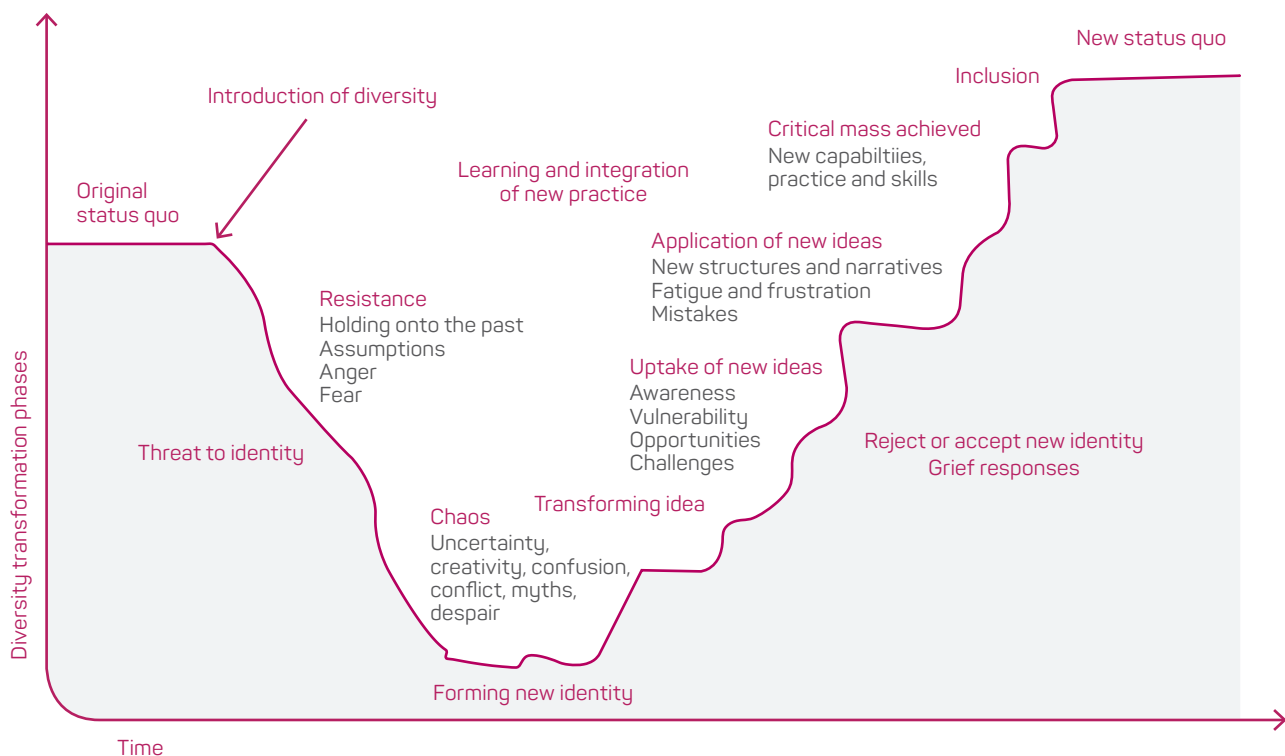 New status quo
Inclusion
Introduction of diversity
Critical mass achieved
New capabiltiies,
practice and skills
Learning and integration
of new practice
Original
status quo
Application of new ideas
New structures and narratives
Fatigue and frustration
Mistakes
Resistance
Holding onto the past
Assumptions
Anger
Fear
Uptake of new ideas
Awareness
Vulnerability
Opportunities
Challenges
Threat to identity
Reject or accept new identity
Grief responses
Transforming idea
Chaos
Uncertainty,
creativity, confusion,
conflict, myths,
despair
Forming new identity
Diversity transformation phases
Time